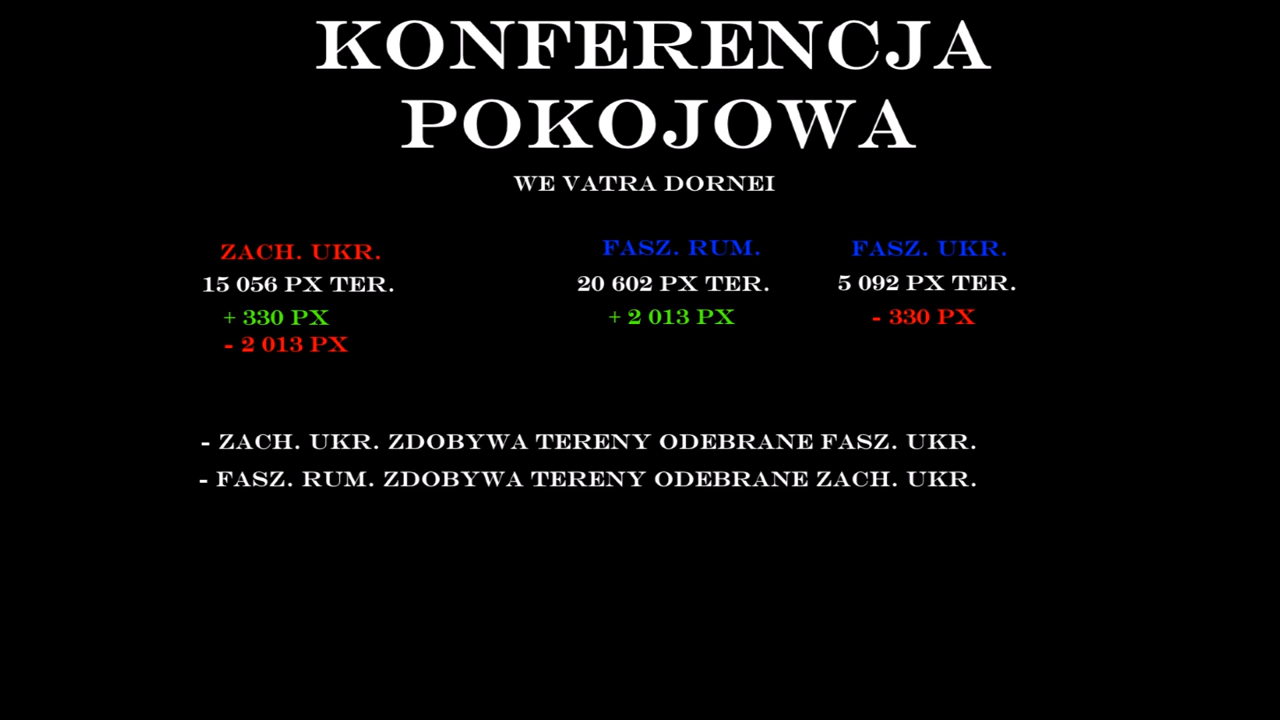 KONFERENCJA
POKOJOWA
WE VATRA DORNEI
ZACH. UKR.
15 056 PX TER.
+ 330 PX
- 2 013 PX
FASZ. RUM.
20 602 PX TER.
+ 2 013 PX
FASZ. UKR.
5 092 PX TER.
- 330 PX
- ZACH. UKR. ZDOBYWA TERENY ODEBRANE FASZ. UKR.
- FASZ. RUM. ZDOBYWA TERENY ODEBRANE ZACH. UKR.